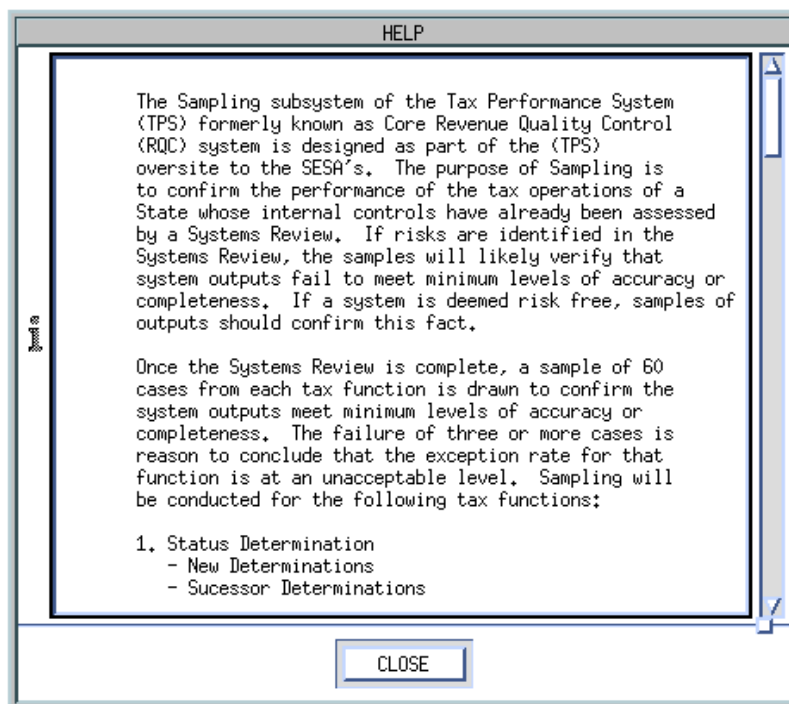 HELP
The Sampling subsystem of the Tax Performance System
(TPS) formerly known as Core Revenue Quality Control
(RQC) system is designed as part of the (TPS)
oversite to the SESA's.  The purpose of Sampling is
to confirm the performance of the tax operations of a
State whose internal controls have already been assessed
by a Systems Review.  If risks are identified in the
Systems Review, the samples will likely verify that
system outputs fail to meet minimum levels of accuracy or
completeness.  If a system is deemed risk free, samples of
outputs should confirm this fact.
Once the Systems Review is complete, a sample of 60
cases from each tax function is drawn to confirm the
system outputs meet minimum levels of accuracy or
completeness.  The failure of three or more cases is
reason to conclude that the exception rate for that
function is at an unacceptable level.  Sampling will
be conducted for the following tax functions:
1. Status Determination
- New Determinations
- Sucessor Determinations
CLOSE